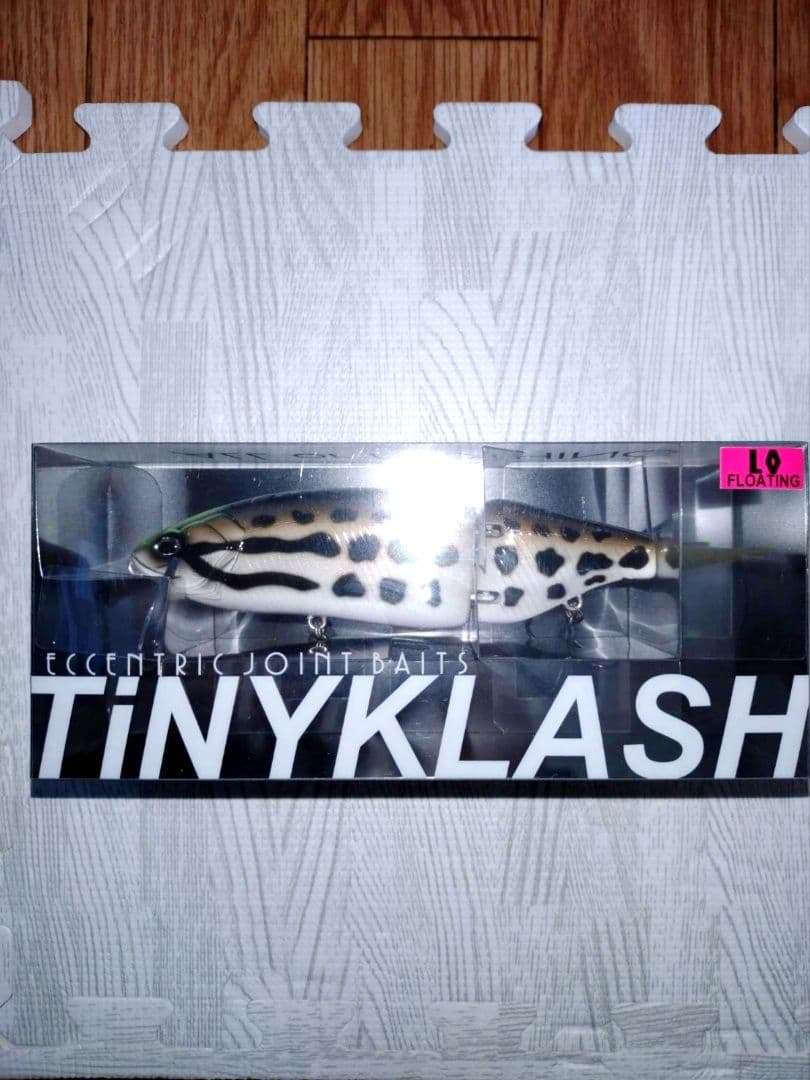 LO
FLOATING
ECCENTRIC JOINT BAITS
TiNYKLASH